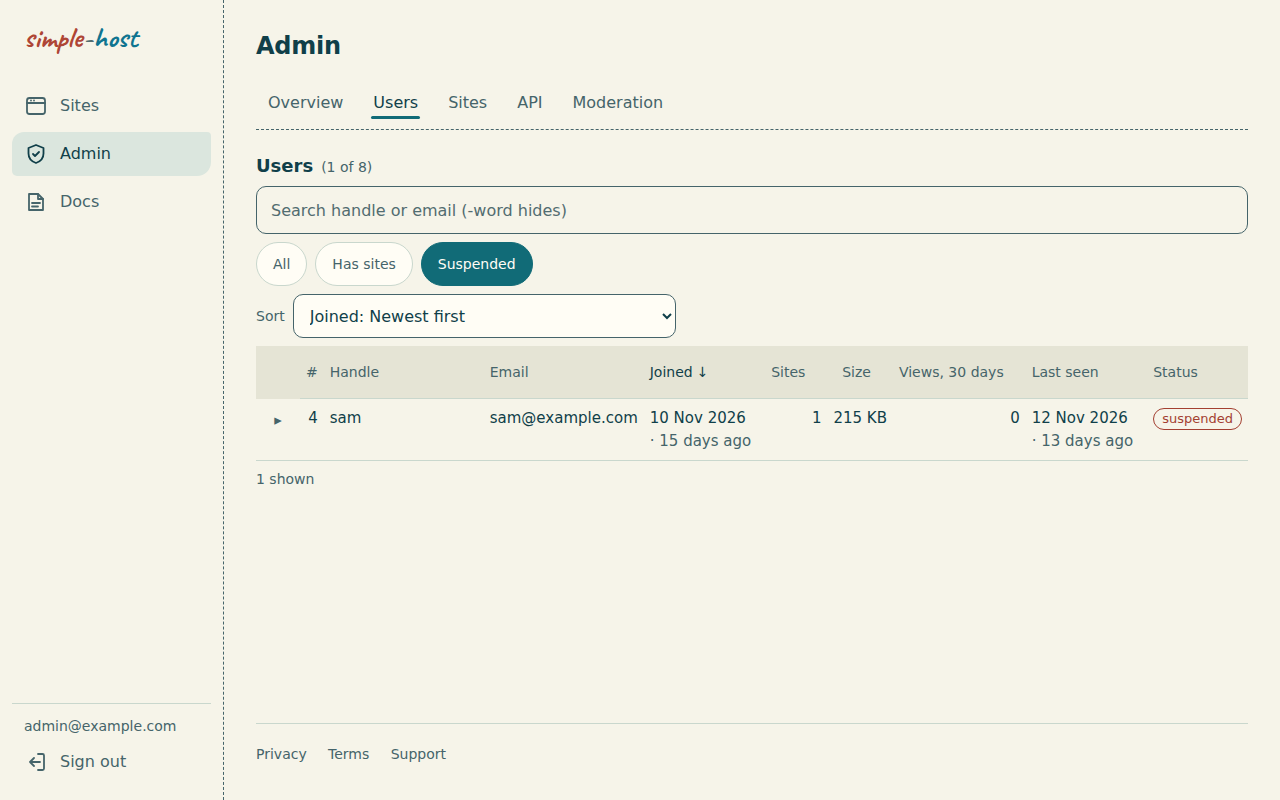 simple-host
Sites
Admin
Docs
admin@example.com
Sign out
Admin
Overview Users Sites API Moderation
Users (1 of 8)
Search handle or email (-word hides)
All Has sites Suspended
Sort Joined: Newest first
# Handle Email Joined ↓ Sites Size Views, 30 days Last seen Status
▸ 4 sam sam@example.com 10 Nov 2026 1 215 KB 0 12 Nov 2026 suspended
· 15 days ago · 13 days ago
1 shown
Privacy Terms Support